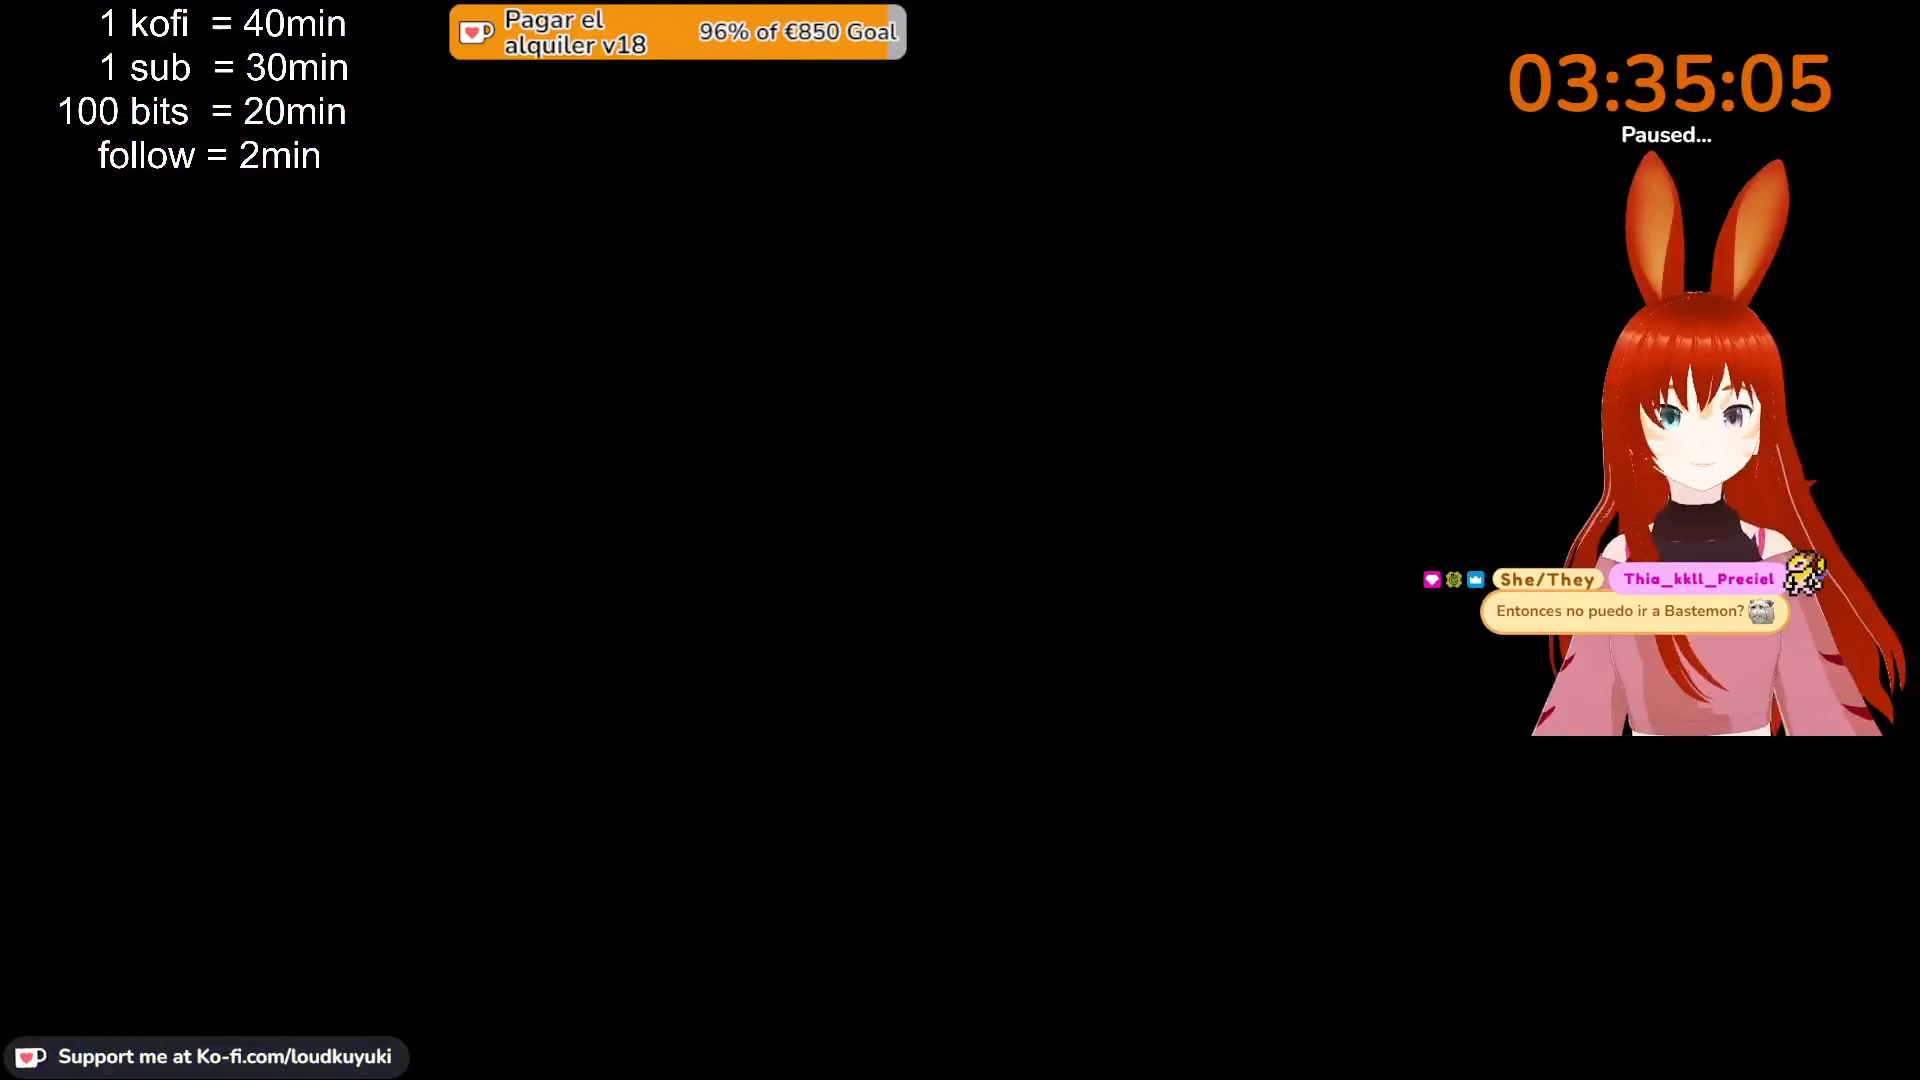 1 kofi = 40min
1 sub = 30min
100 bits = 20min
follow = 2min
Pagar el
alquiler v18
96% of €850 Goal
03:35:05
Paused...
She/They Thia_kkll_Preciel
Entonces no puedo ir a Bastemon?
Support me at Ko-fi.com/loudkuyuki